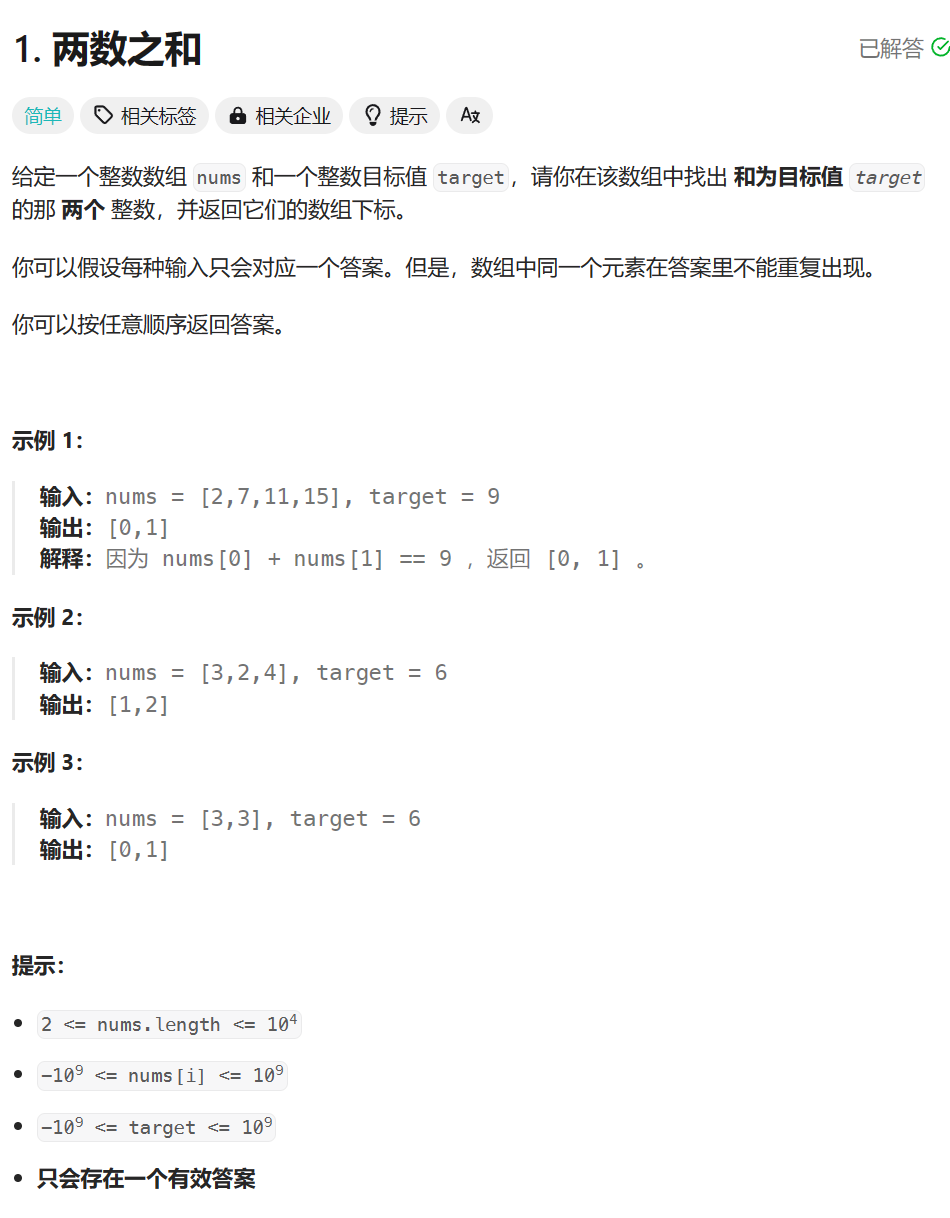 1. 两数之和
已解答
简单 相关标签 相关企业 提示
给定一个整数数组 nums 和一个整数目标值 target，请你在该数组中找出 和为目标值 target
的那 两个 整数，并返回它们的数组下标。
你可以假设每种输入只会对应一个答案。但是，数组中同一个元素在答案里不能重复出现。
你可以按任意顺序返回答案。
示例 1：
输入：nums = [2,7,11,15], target = 9
输出：[0,1]
解释：因为 nums[0] + nums[1] == 9 ，返回 [0, 1] 。
示例 2：
输入：nums = [3,2,4], target = 6
输出：[1,2]
示例 3：
输入：nums = [3,3], target = 6
输出：[0,1]
提示：
2 <= nums.length <= 10⁴
-10⁹ <= nums[i] <= 10⁹
-10⁹ <= target <= 10⁹
只会存在一个有效答案